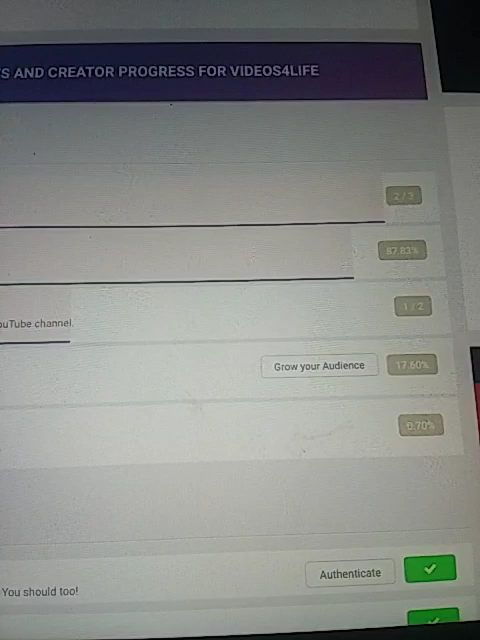 S AND CREATOR PROGRESS FOR VIDEOS4LIFE
2 / 3
87.83%
1 / 2
ouTube channel.
Grow your Audience 17.60%
0.70%
Authenticate
You should too!